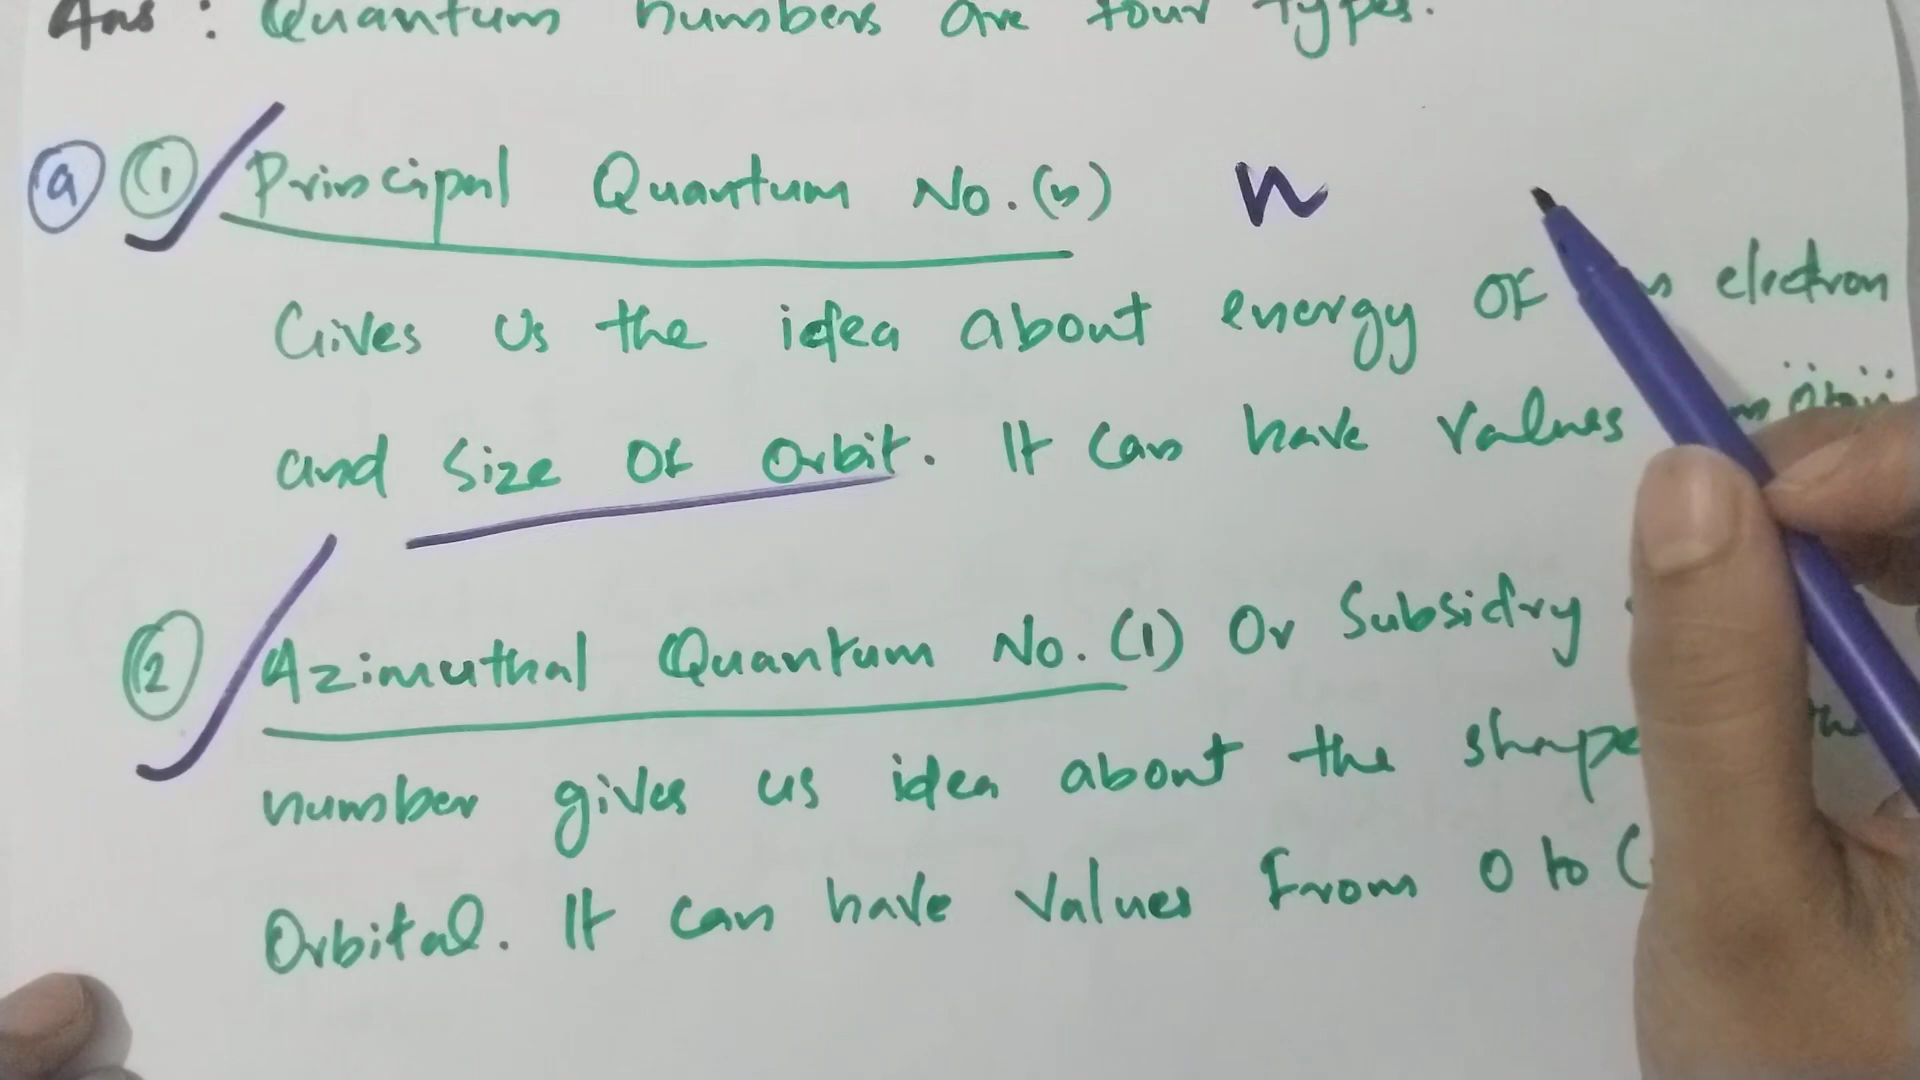 Ans : Quantum numbers are four types.
a 1 Principal Quantum No. (n) n
Gives us the idea about energy of electron
and size of orbit. It can have values
2 Azimuthal Quantum No. (l) Or Subsidry
number gives us idea about the shape
Orbital. It can have values from 0 to (